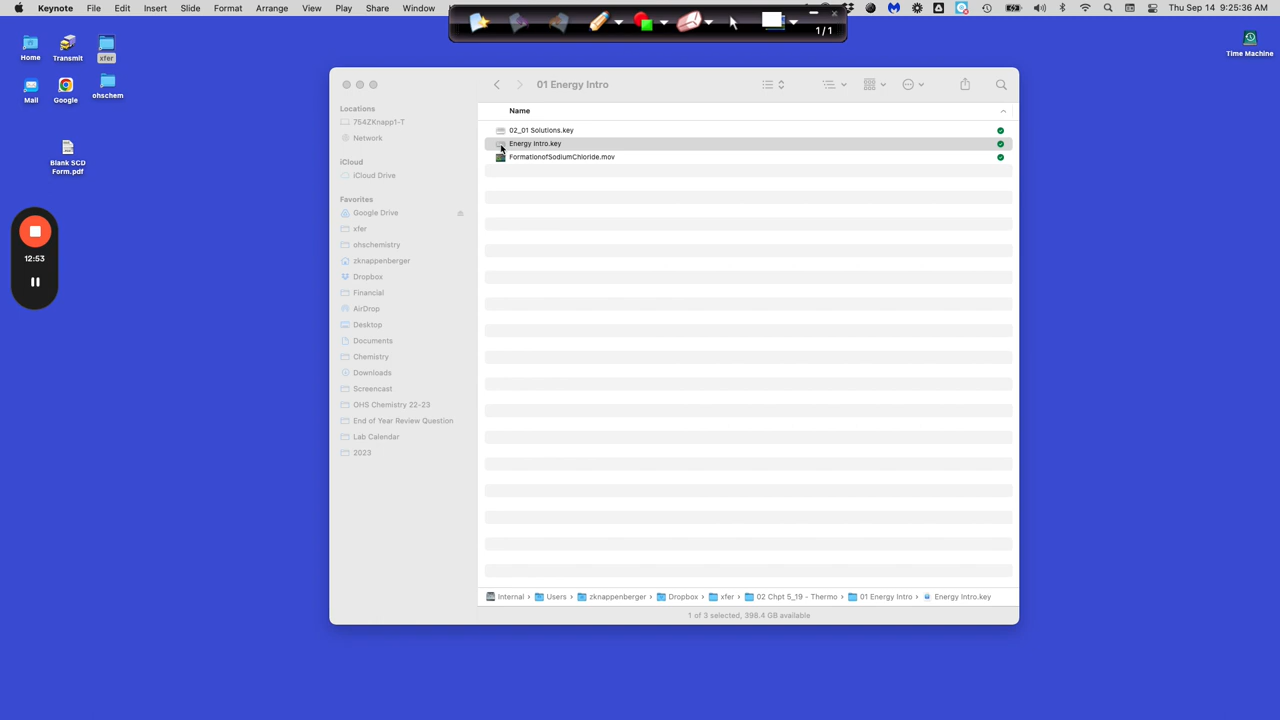 Keynote File Edit Insert Slide Format Arrange View Play Share Window Thu Sep 14 9:25:36 AM
1 / 1
Home
Transmit
xfer
Mail
Google
ohschem
Blank SCD
Form.pdf
Time Machine
12:53
01 Energy Intro
Locations
754ZKnapp1-T
Network
iCloud
iCloud Drive
Favorites
Google Drive
xfer
ohschemistry
zknappenberger
Dropbox
Financial
AirDrop
Desktop
Documents
Chemistry
Downloads
Screencast
OHS Chemistry 22-23
End of Year Review Question
Lab Calendar
2023
Name
02_01 Solutions.key
Energy Intro.key
FormationofSodiumChloride.mov
Internal › Users › zknappenberger › Dropbox › xfer › 02 Chpt 5_19 - Thermo › 01 Energy Intro › Energy Intro.key
1 of 3 selected, 398.4 GB available